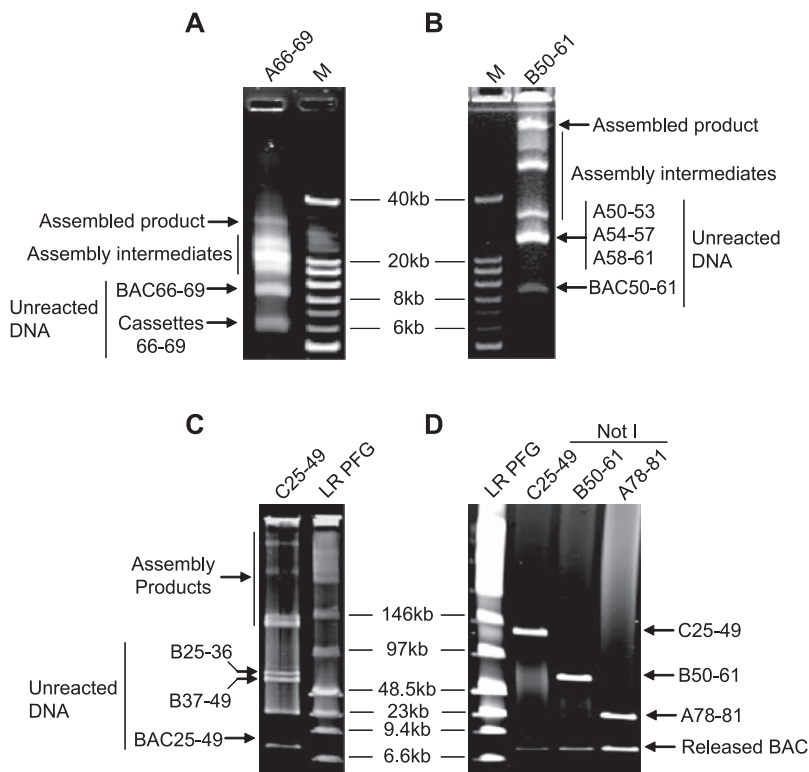 A
B
A66-69
M
M
B50-61
Assembled product
Assembly intermediates
BAC66-69
Unreacted
DNA
Cassettes
66-69
40kb
20kb
8kb
6kb
Assembled product
Assembly intermediates
A50-53
A54-57
A58-61
Unreacted
DNA
BAC50-61
C
D
C25-49
LR PFG
LR PFG
C25-49
Not I
B50-61
A78-81
Assembly
Products
B25-36
Unreacted
DNA
B37-49
BAC25-49
146kb
97kb
48.5kb
23kb
9.4kb
6.6kb
C25-49
B50-61
A78-81
Released BAC